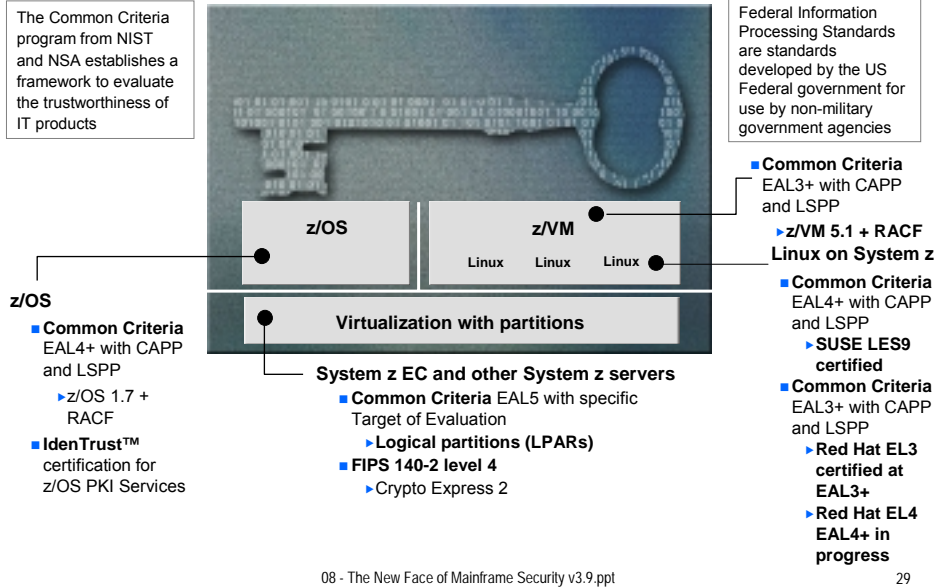 The Common Criteria
program from NIST
and NSA establishes a
framework to evaluate
the trustworthiness of
IT products
Federal Information
Processing Standards
are standards
developed by the US
Federal government for
use by non-military
government agencies
z/OS
z/VM
Linux Linux Linux
Virtualization with partitions
■ Common Criteria
EAL3+ with CAPP
and LSPP
►z/VM 5.1 + RACF
Linux on System z
■ Common Criteria
EAL4+ with CAPP
and LSPP
►SUSE LES9
certified
■ Common Criteria
EAL3+ with CAPP
and LSPP
►Red Hat EL3
certified at
EAL3+
►Red Hat EL4
EAL4+ in
progress
z/OS
■ Common Criteria
EAL4+ with CAPP
and LSPP
►z/OS 1.7 +
RACF
■ IdenTrust™
certification for
z/OS PKI Services
System z EC and other System z servers
■ Common Criteria EAL5 with specific
Target of Evaluation
►Logical partitions (LPARs)
■ FIPS 140-2 level 4
►Crypto Express 2
08 - The New Face of Mainframe Security v3.9.ppt
29